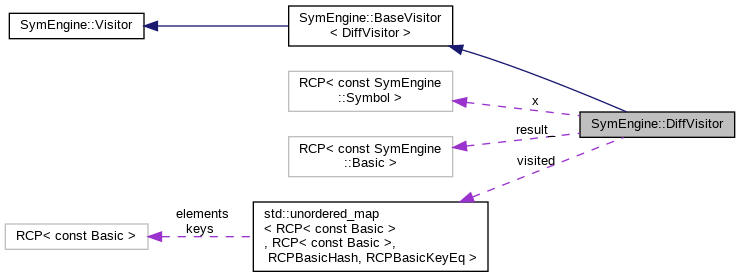 SymEngine::Visitor
SymEngine::BaseVisitor
< DiffVisitor >
RCP< const SymEngine
::Symbol >
x
SymEngine::DiffVisitor
result_
RCP< const SymEngine
::Basic >
visited
std::unordered_map
< RCP< const Basic >
, RCP< const Basic >,
RCPBasicHash, RCPBasicKeyEq >
elements
keys
RCP< const Basic >